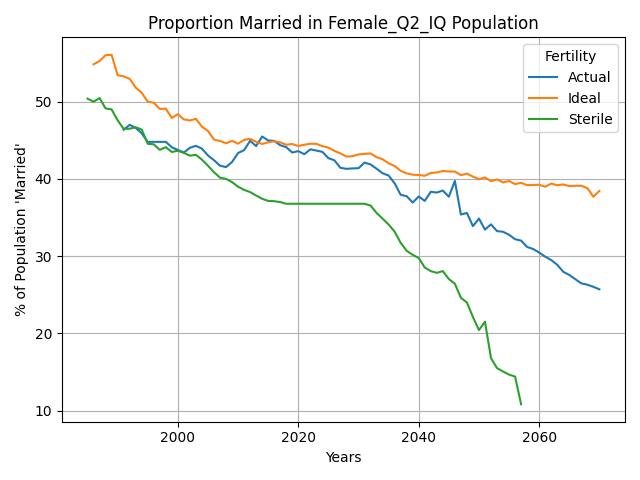 Proportion Married in Female_Q2_IQ Population
% of Population 'Married'
50
40
30
20
10
Fertility
Actual
Ideal
Sterile
2000
2020
2040
2060
Years